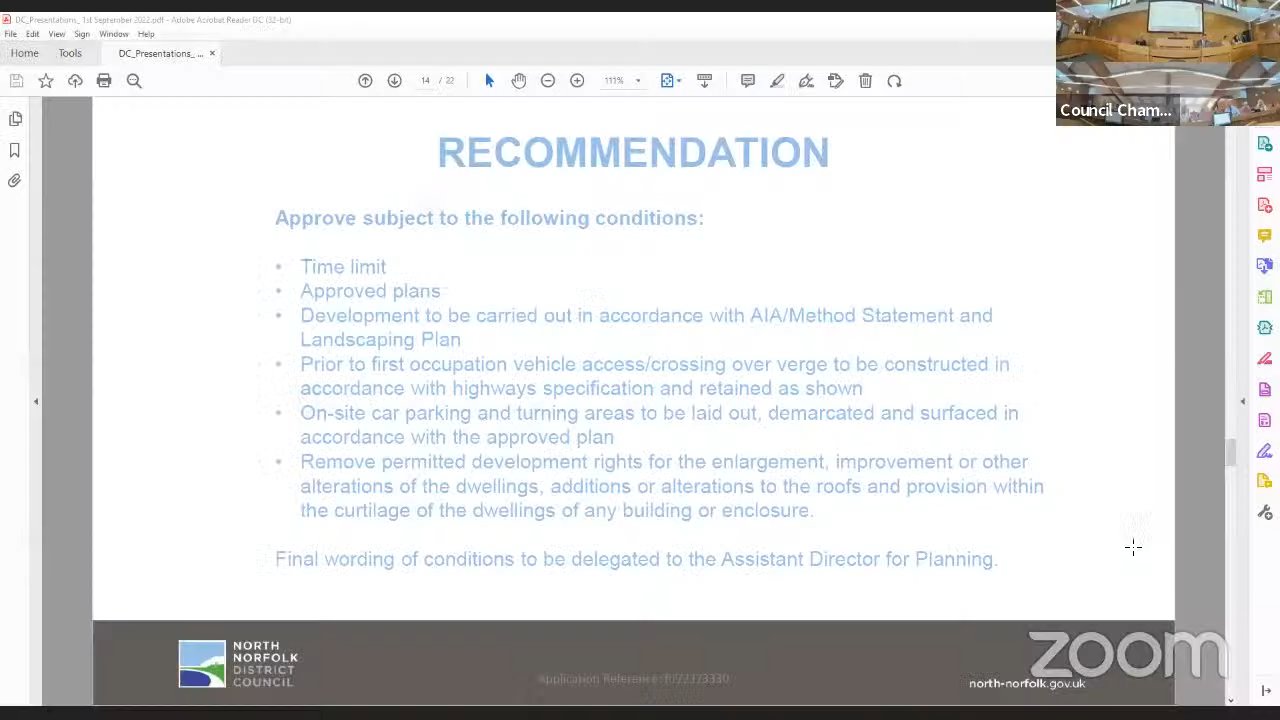 DC_Presentations_ 1st September 2022.pdf - Adobe Acrobat Reader DC (32-bit)
File Edit View Sign Window Help
Home Tools DC_Presentations_ ... ×
14 / 22 111%
Council Cham...
RECOMMENDATION
Approve subject to the following conditions:
• Time limit
• Approved plans
• Development to be carried out in accordance with AIA/Method Statement and
Landscaping Plan
• Prior to first occupation vehicle access/crossing over verge to be constructed in
accordance with highways specification and retained as shown
• On-site car parking and turning areas to be laid out, demarcated and surfaced in
accordance with the approved plan
• Remove permitted development rights for the enlargement, improvement or other
alterations of the dwellings, additions or alterations to the roofs and provision within
the curtilage of the dwellings of any building or enclosure.
Final wording of conditions to be delegated to the Assistant Director for Planning.
NORTH
NORFOLK
DISTRICT
COUNCIL
Application Reference:
north-norfolk.gov.uk
zoom